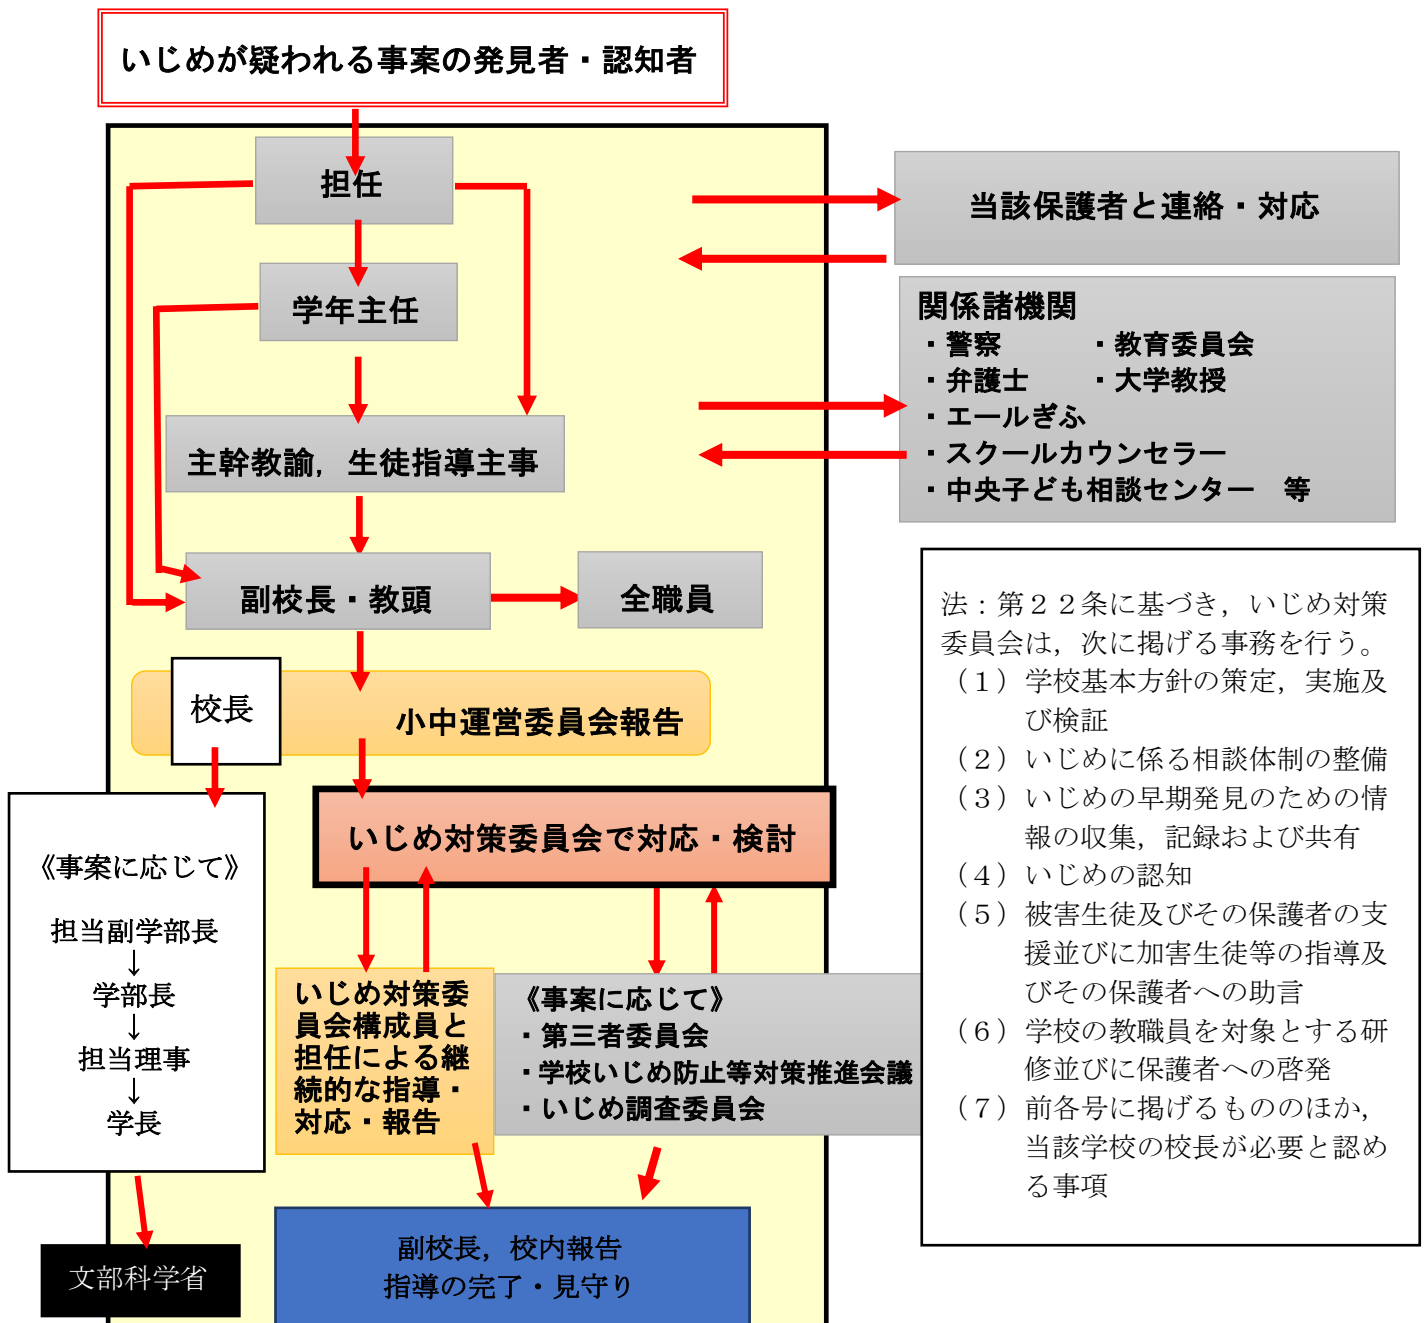 いじめが疑われる事案の発見者・認知者
担任
当該保護者と連絡・対応
学年主任
関係諸機関
・警察　　　・教育委員会
・弁護士　　・大学教授
・エールぎふ
・スクールカウンセラー
・中央子ども相談センター　等
主幹教諭，生徒指導主事
副校長・教頭
全職員
校長
小中運営委員会報告
いじめ対策委員会で対応・検討
《事案に応じて》
担当副学部長
↓
学部長
↓
担当理事
↓
学長
いじめ対策委
員会構成員と
担任による継
続的な指導・
対応・報告
《事案に応じて》
・第三者委員会
・学校いじめ防止等対策推進会議
・いじめ調査委員会
文部科学省
副校長，校内報告
指導の完了・見守り
法：第２２条に基づき，いじめ対策
委員会は，次に掲げる事務を行う。
（１）学校基本方針の策定，実施及
び検証
（２）いじめに係る相談体制の整備
（３）いじめの早期発見のための情
報の収集，記録および共有
（４）いじめの認知
（５）被害生徒及びその保護者の支
援並びに加害生徒等の指導及
びその保護者への助言
（６）学校の教職員を対象とする研
修並びに保護者への啓発
（７）前各号に掲げるもののほか，
当該学校の校長が必要と認め
る事項